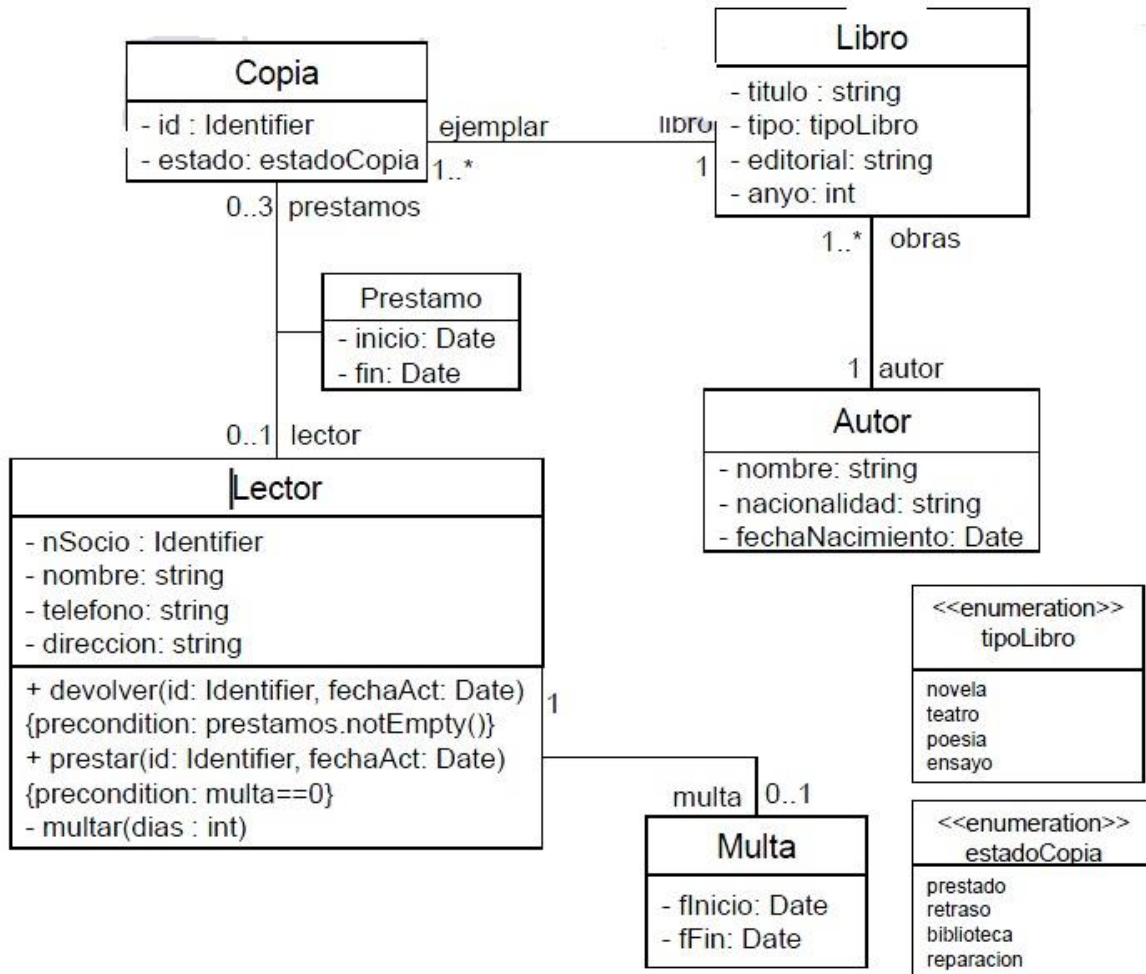 Copia
- id : Identifier
- estado: estadoCopia
ejemplar
1..*
libro
1
Libro
- titulo : string
- tipo: tipoLibro
- editorial: string
- anyo: int
0..3 prestamos
1..* obras
Prestamo
- inicio: Date
- fin: Date
1 autor
Autor
- nombre: string
- nacionalidad: string
- fechaNacimiento: Date
0..1 lector
Lector
- nSocio : Identifier
- nombre: string
- telefono: string
- direccion: string
+ devolver(id: Identifier, fechaAct: Date)
{precondition: prestamos.notEmpty()}
+ prestar(id: Identifier, fechaAct: Date)
{precondition: multa==0}
- multar(dias : int)
1
multa 0..1
Multa
- fInicio: Date
- fFin: Date
<<enumeration>>
tipoLibro
novela
teatro
poesia
ensayo
<<enumeration>>
estadoCopia
prestado
retraso
biblioteca
reparacion